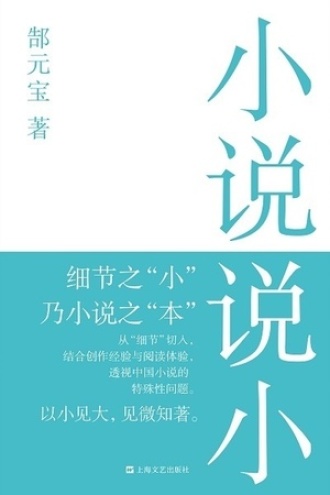 小说说小
郜元宝 著
细节之“小”
乃小说之“本”
从“细节”切入，
结合创作经验与阅读体验，
透视中国小说的
特殊性问题。
以小见大，见微知著。
上海文艺出版社